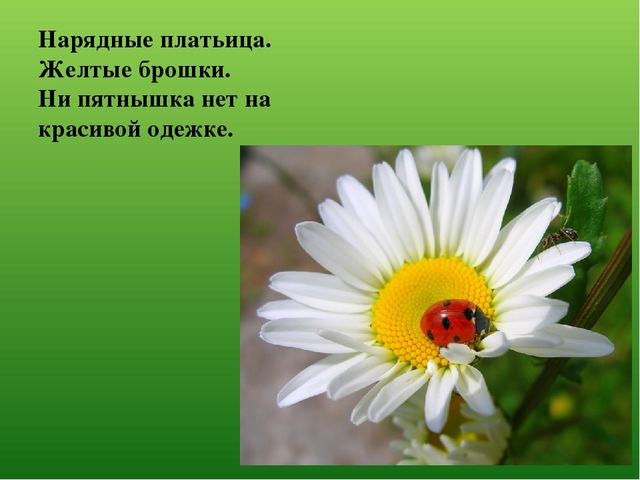 Нарядные платьица.
Желтые брошки.
Ни пятнышка нет на
красивой одежке.